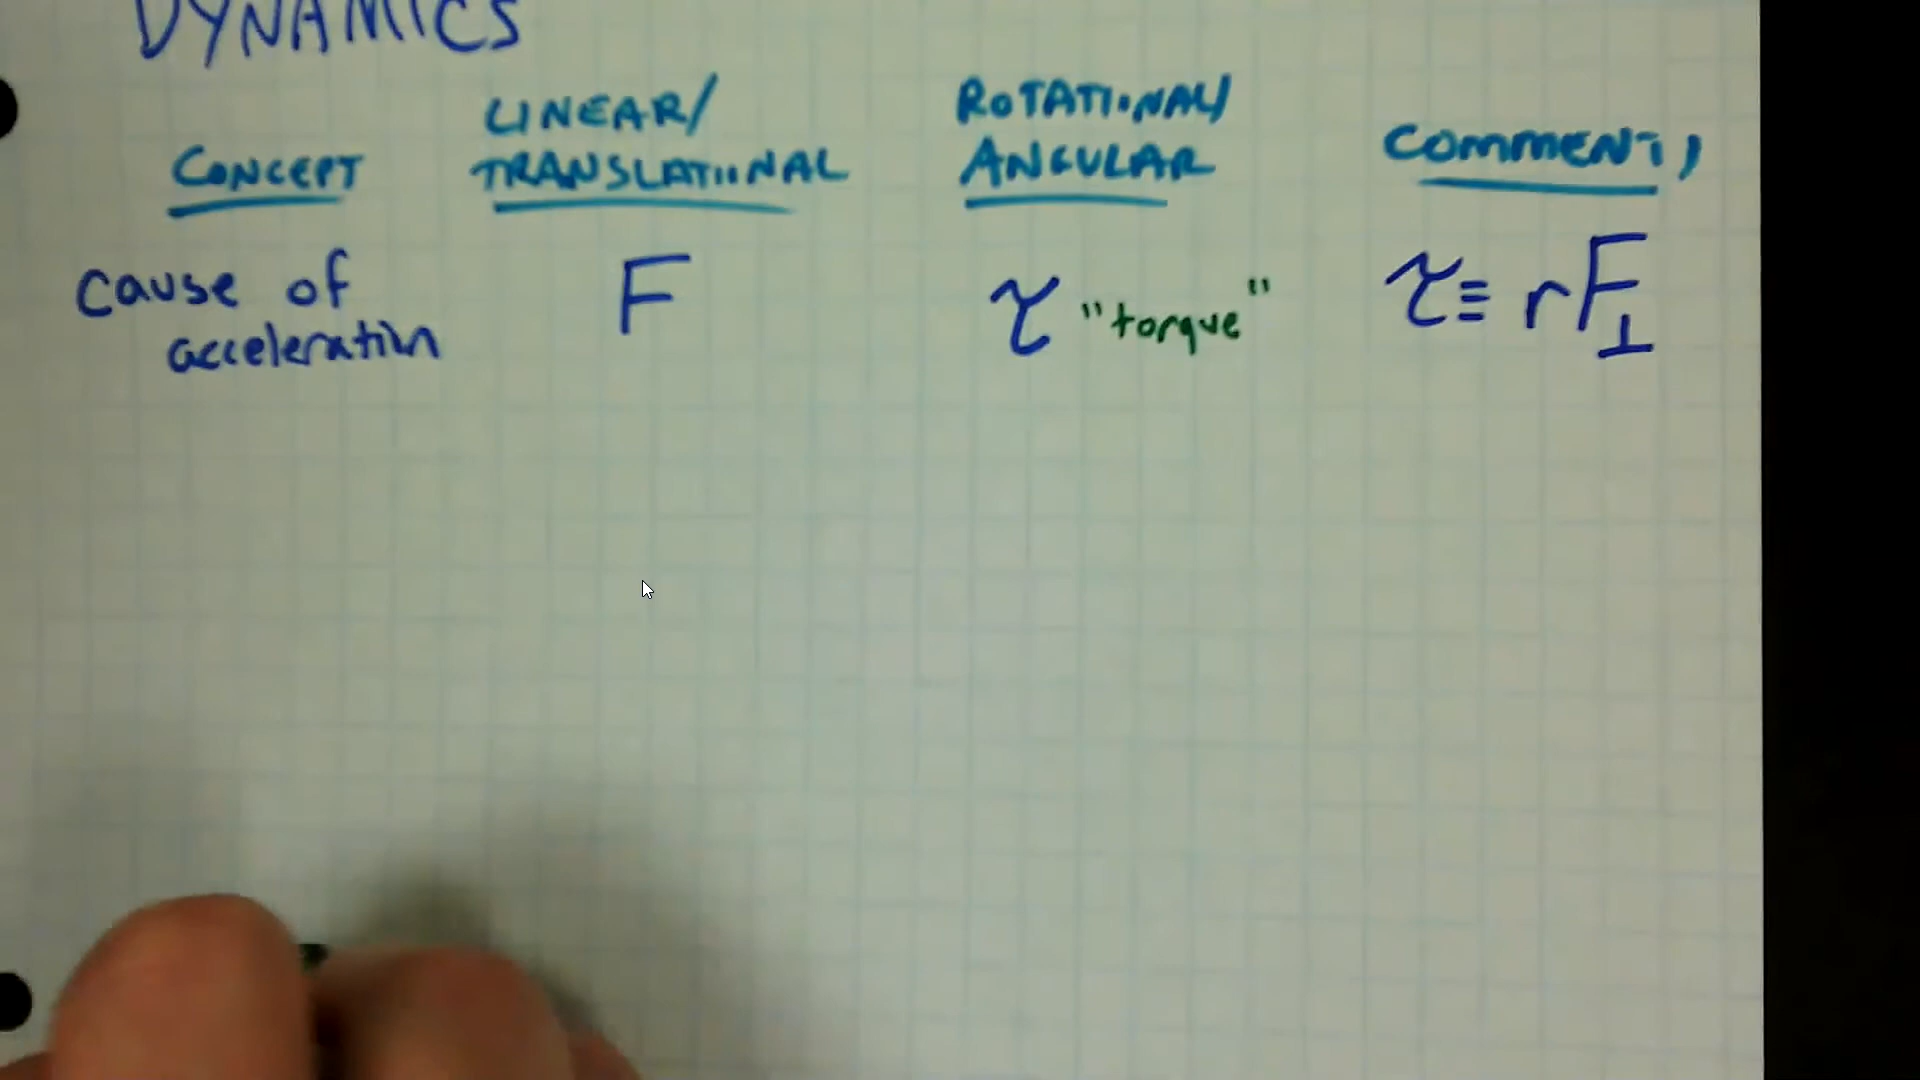 DYNAMICS
CONCEPT
LINEAR/
TRANSLATIONAL
ROTATIONAL/
ANGULAR
COMMENTS
cause of
acceleration
F
τ "torque"
τ ≡ rF⊥